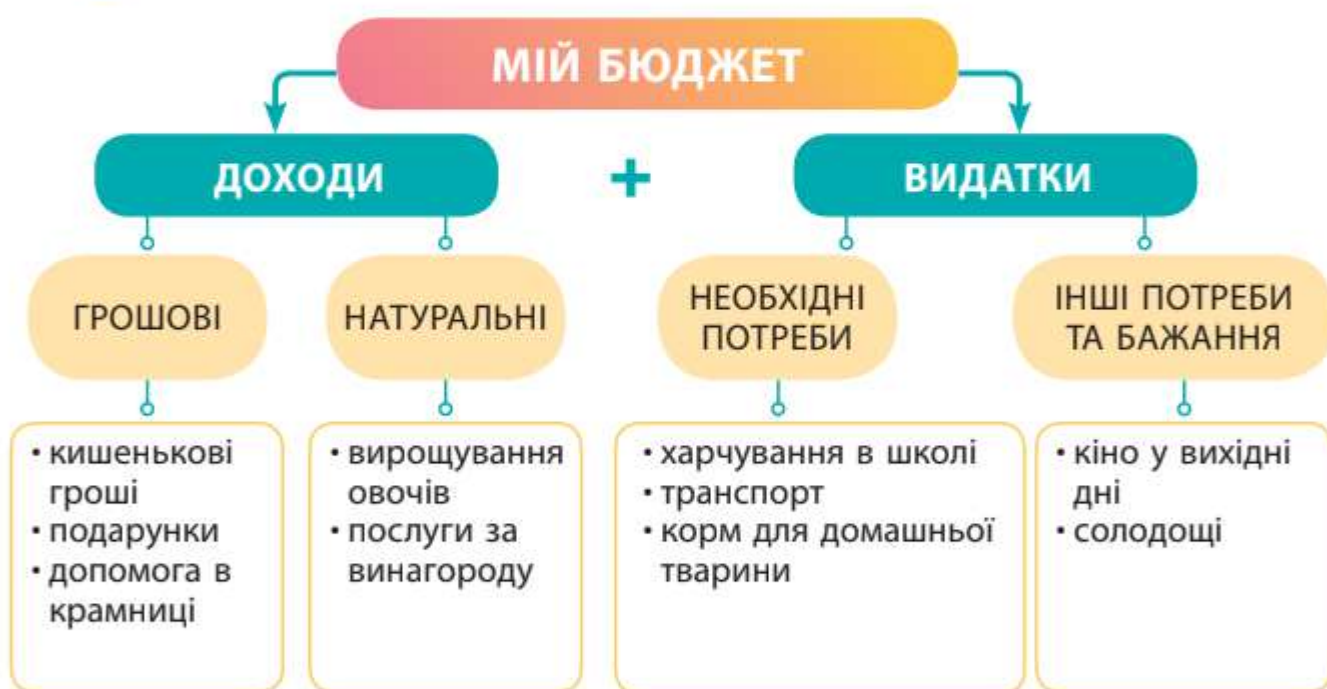 МІЙ БЮДЖЕТ
ДОХОДИ
+
ВИДАТКИ
ГРОШОВІ
НАТУРАЛЬНІ
НЕОБХІДНІ
ПОТРЕБИ
ІНШІ ПОТРЕБИ
ТА БАЖАННЯ
• кишенькові
гроші
• подарунки
• допомога в
крамниці
• вирощування
овочів
• послуги за
винагороду
• харчування в школі
• транспорт
• корм для домашньої
тварини
• кіно у вихідні
дні
• солодощі